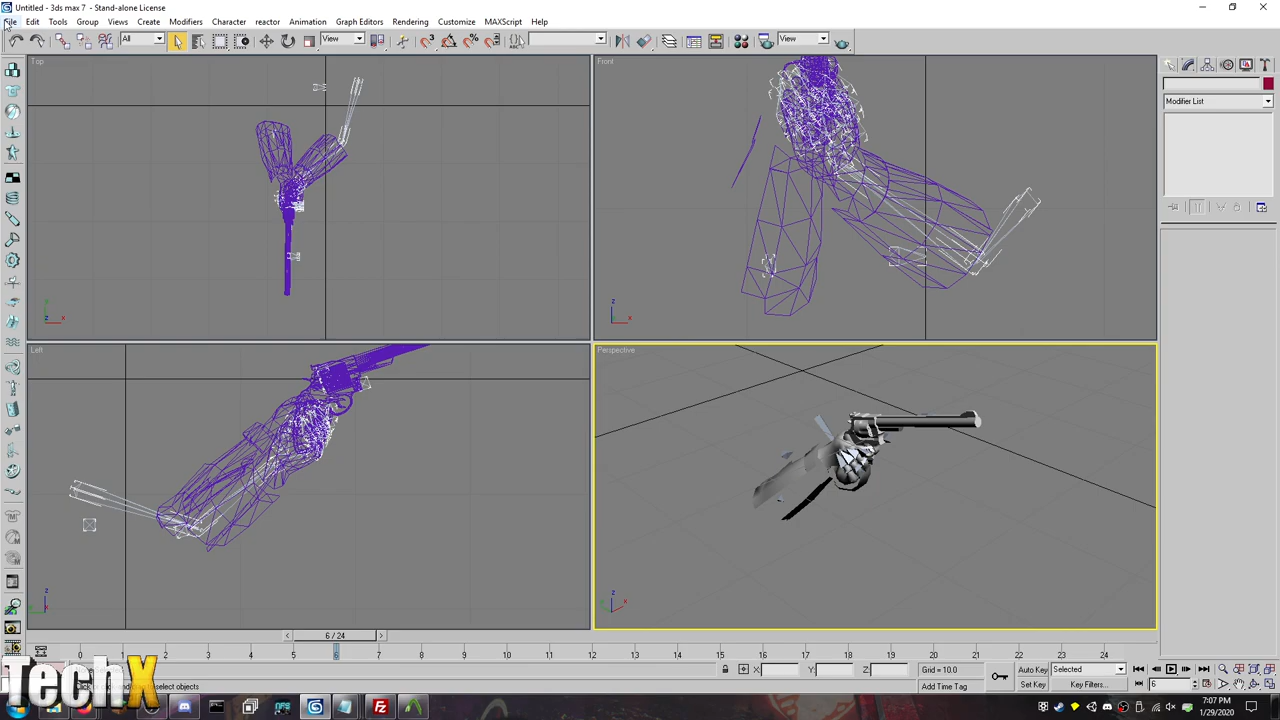 Untitled - 3ds max 7 - Stand-alone License
File Edit Tools Group Views Create Modifiers Character reactor Animation Graph Editors Rendering Customize MAXScript Help
All
View
View
Top
Front
Modifier List
Left
Perspective
6 / 24
0 2 3 4 5 6 7 8 9 10 11 12 13 14 15 16 17 18 19 20 21 22 23 24
X: Y: Z: Grid = 10.0
Auto Key Selected
select objects
Add Time Tag
Set Key Key Filters...
6
TechX
7:07 PM
1/29/2020